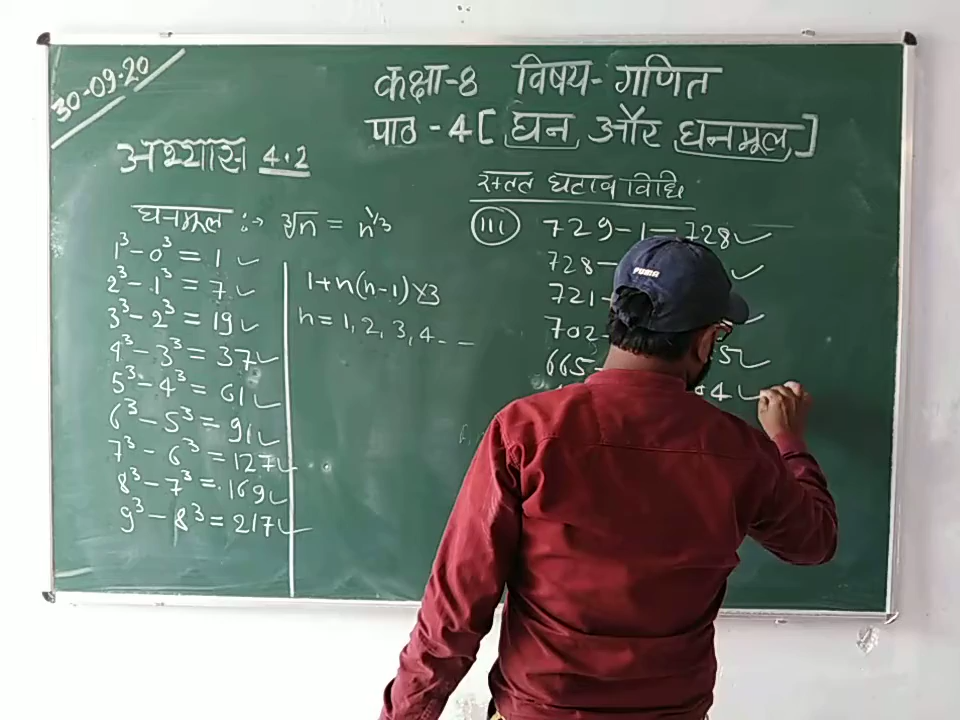 30-09-20
कक्षा-8 विषय- गणित
पाठ - 4 [ घन और घनमूल ]
अभ्यास 4.2
सतत घटाव विधि
घनमूल :→ ∛n = n^1/3
1³ - 0³ = 1 ✓
2³ - 1³ = 7 ✓
3³ - 2³ = 19 ✓
4³ - 3³ = 37 ✓
5³ - 4³ = 61 ✓
6³ - 5³ = 91 ✓
7³ - 6³ = 127 ✓
8³ - 7³ = 169 ✓
9³ - 8³ = 217 ✓
1+n(n-1)×3
n = 1, 2, 3, 4 - -
III 729 - 1 = 728 ✓
728 - ✓
721 - ✓
702 - 5 ✓
665 4 ✓
PUMA